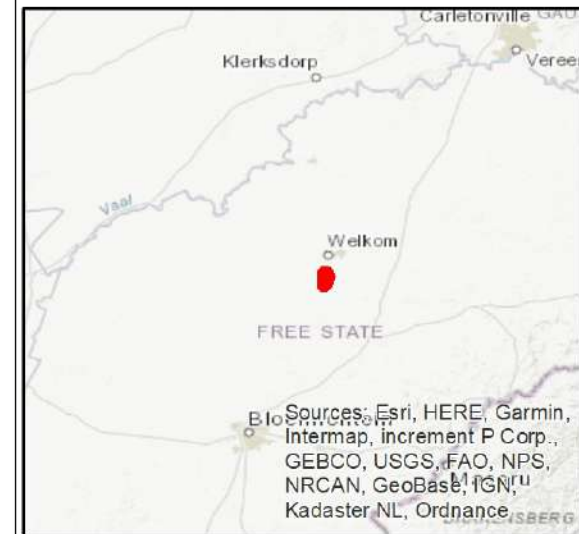 Carletonville GAU
Klerksdorp
Vereen
Vaal
Welkom
FREE STATE
Sources: Esri, HERE, Garmin,
Intermap, increment P Corp.,
GEBCO, USGS, FAO, NPS,
NRCAN, GeoBase, IGN,
Kadaster NL, Ordnance